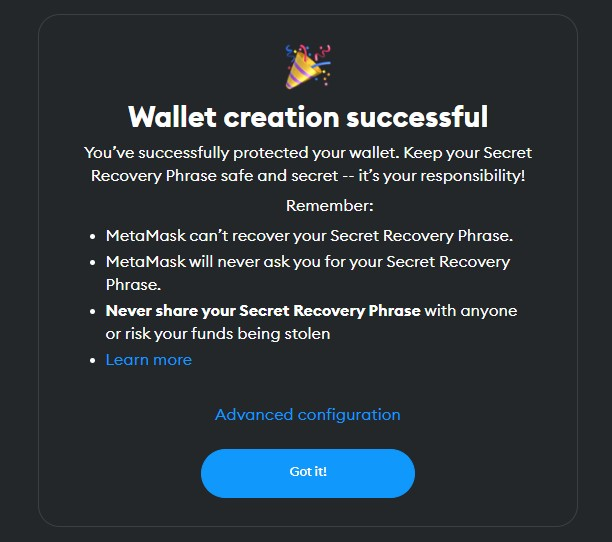 Wallet creation successful
You’ve successfully protected your wallet. Keep your Secret
Recovery Phrase safe and secret -- it’s your responsibility!
Remember:
• MetaMask can’t recover your Secret Recovery Phrase.
• MetaMask will never ask you for your Secret Recovery
Phrase.
• Never share your Secret Recovery Phrase with anyone
or risk your funds being stolen
• Learn more
Advanced configuration
Got it!